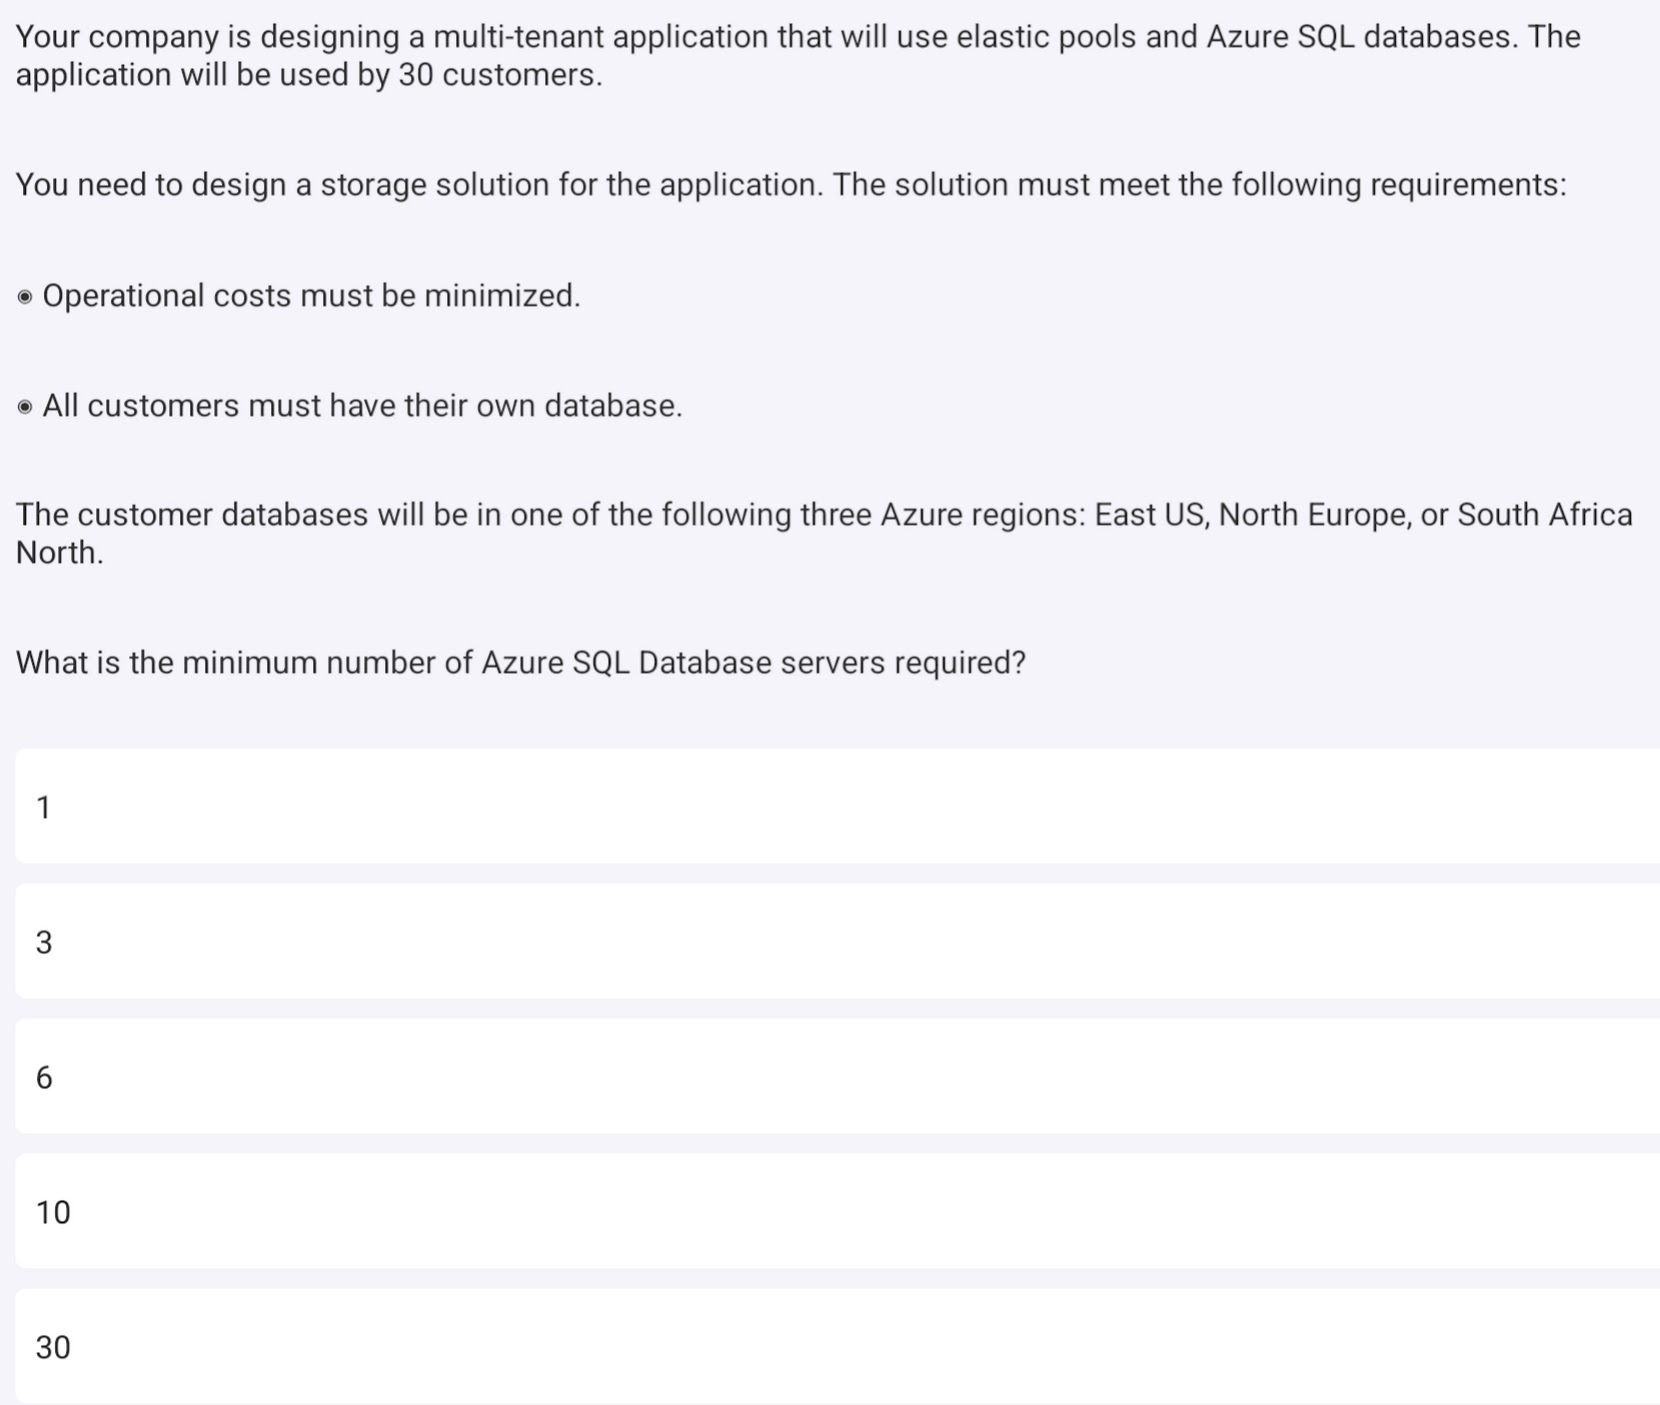 Your company is designing a multi-tenant application that will use elastic pools and Azure SQL databases. The
application will be used by 30 customers.
You need to design a storage solution for the application. The solution must meet the following requirements:
◉ Operational costs must be minimized.
◉ All customers must have their own database.
The customer databases will be in one of the following three Azure regions: East US, North Europe, or South Africa
North.
What is the minimum number of Azure SQL Database servers required?
1
3
6
10
30